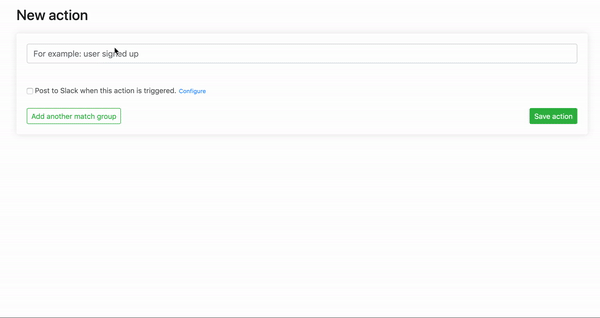 New action
For example: user signed up
Post to Slack when this action is triggered. Configure
Add another match group Save action